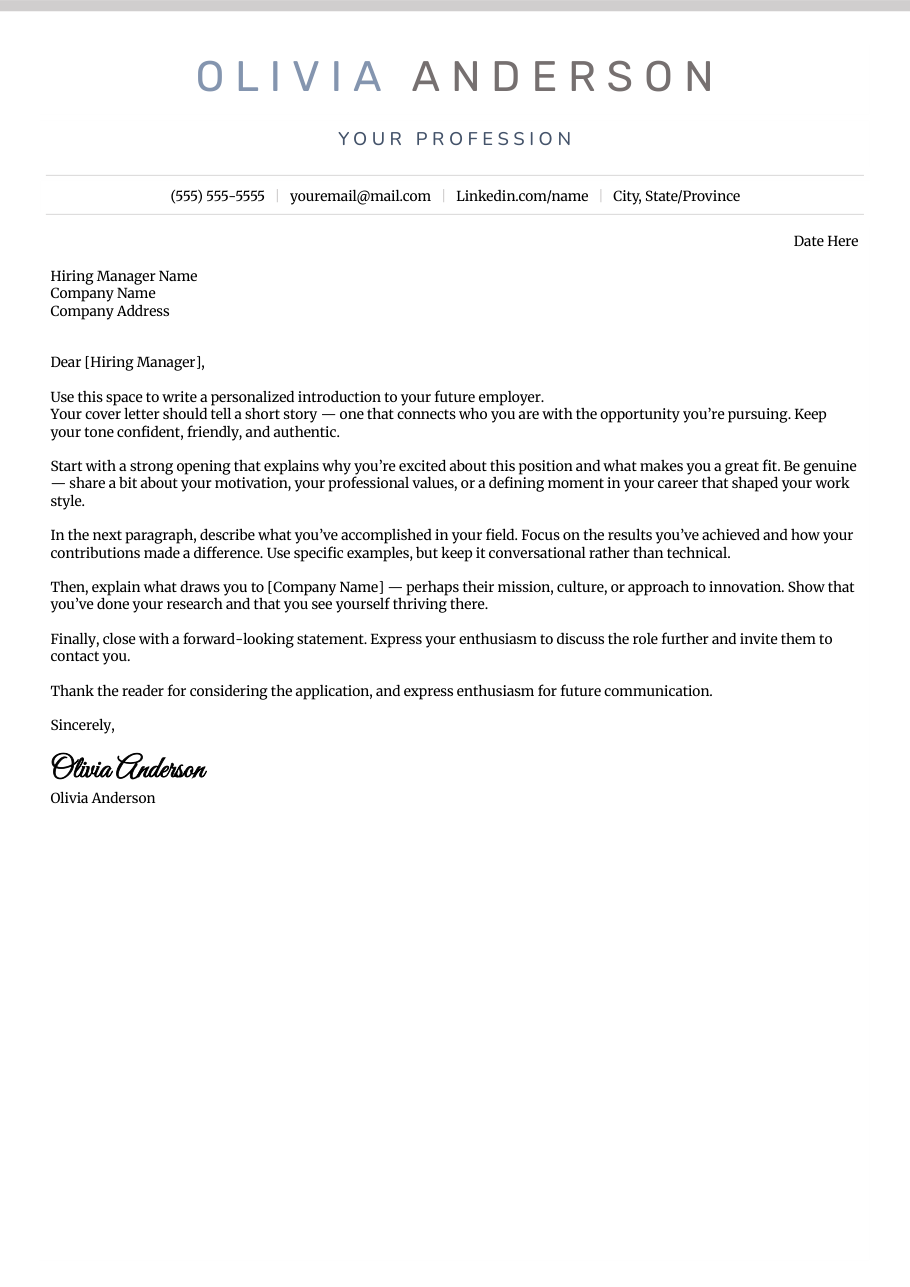 OLIVIA ANDERSON
YOUR PROFESSION
(555) 555-5555 | youremail@mail.com | Linkedin.com/name | City, State/Province
Date Here
Hiring Manager Name
Company Name
Company Address
Dear [Hiring Manager],
Use this space to write a personalized introduction to your future employer.
Your cover letter should tell a short story — one that connects who you are with the opportunity you’re pursuing. Keep
your tone confident, friendly, and authentic.
Start with a strong opening that explains why you’re excited about this position and what makes you a great fit. Be genuine
— share a bit about your motivation, your professional values, or a defining moment in your career that shaped your work
style.
In the next paragraph, describe what you’ve accomplished in your field. Focus on the results you’ve achieved and how your
contributions made a difference. Use specific examples, but keep it conversational rather than technical.
Then, explain what draws you to [Company Name] — perhaps their mission, culture, or approach to innovation. Show that
you’ve done your research and that you see yourself thriving there.
Finally, close with a forward-looking statement. Express your enthusiasm to discuss the role further and invite them to
contact you.
Thank the reader for considering the application, and express enthusiasm for future communication.
Sincerely,
Olivia Anderson
Olivia Anderson